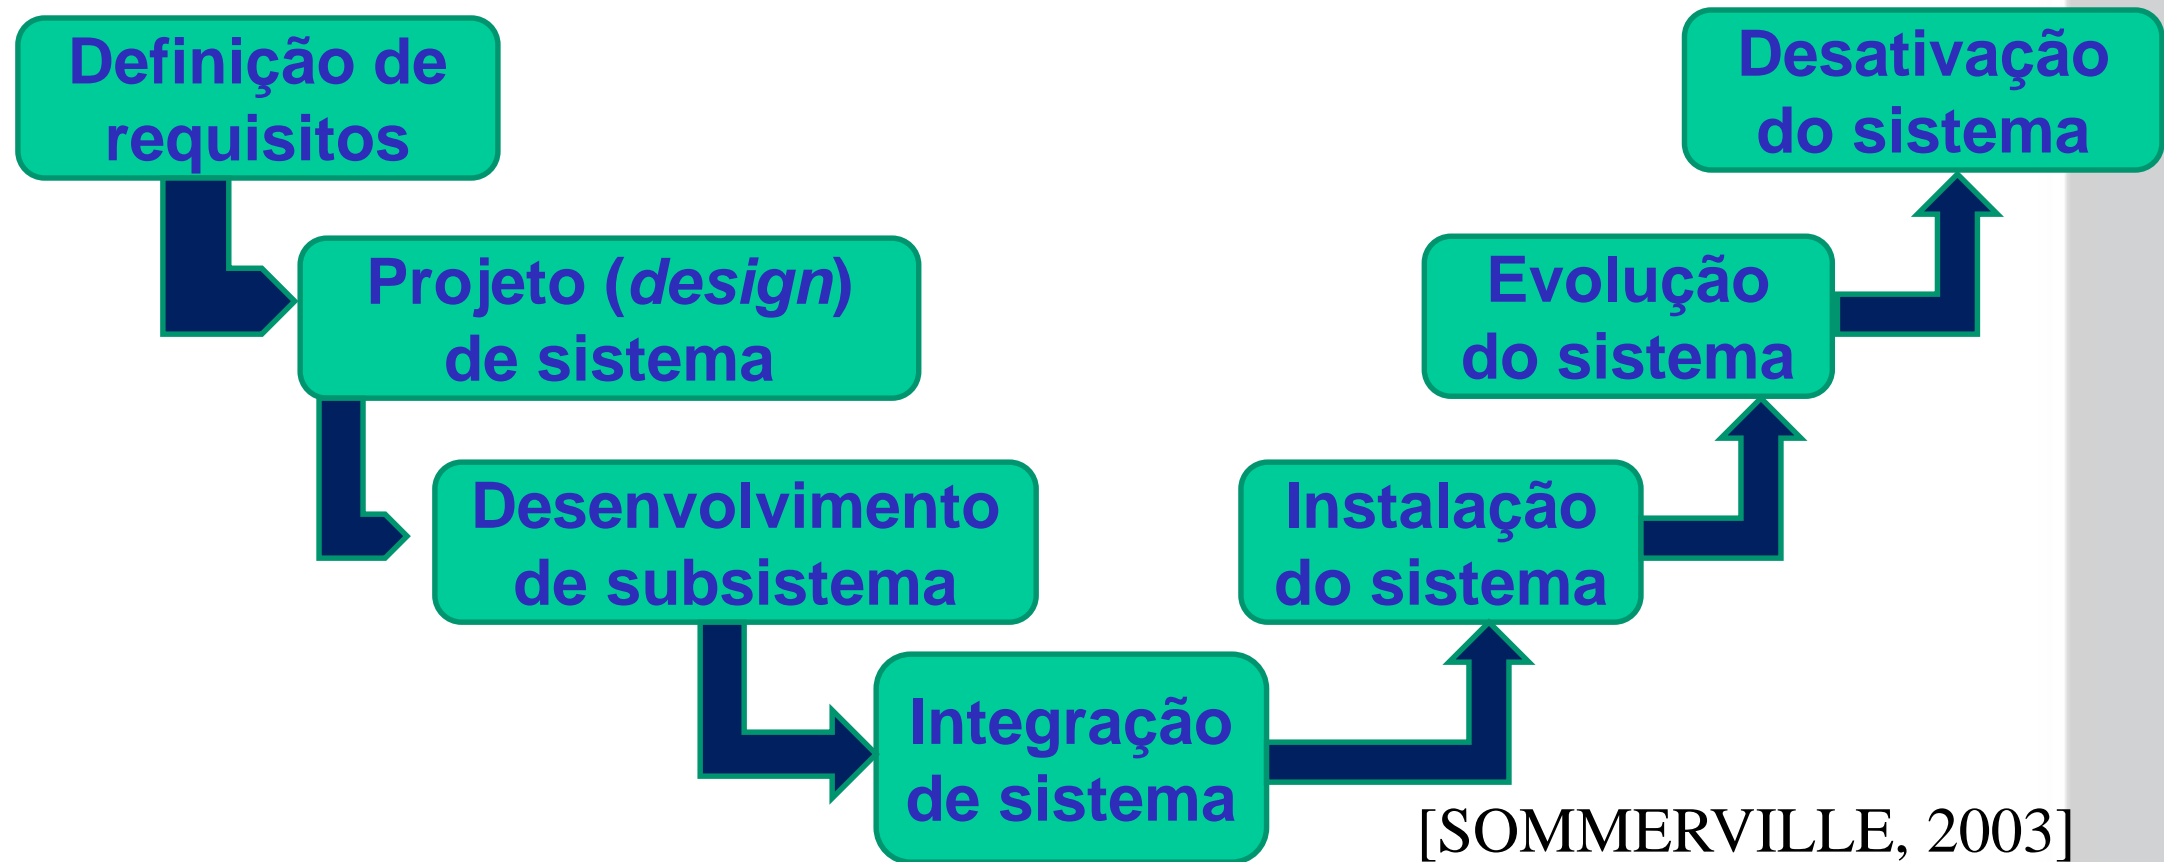 Definição de
requisitos
Projeto (design)
de sistema
Desenvolvimento
de subsistema
Integração
de sistema
Instalação
do sistema
Evolução
do sistema
Desativação
do sistema
[SOMMERVILLE, 2003]